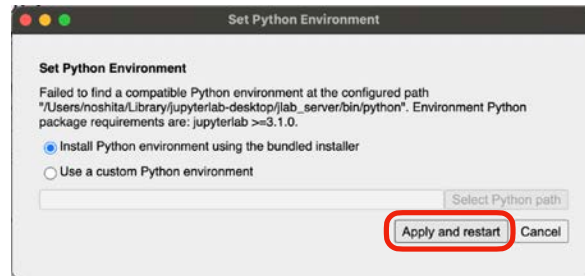 Set Python Environment
Set Python Environment
Failed to find a compatible Python environment at the configured path
"/Users/noshita/Library/jupyterlab-desktop/jlab_server/bin/python". Environment Python
package requirements are: jupyterlab >=3.1.0.
Install Python environment using the bundled installer
Use a custom Python environment
Select Python path
Apply and restart Cancel